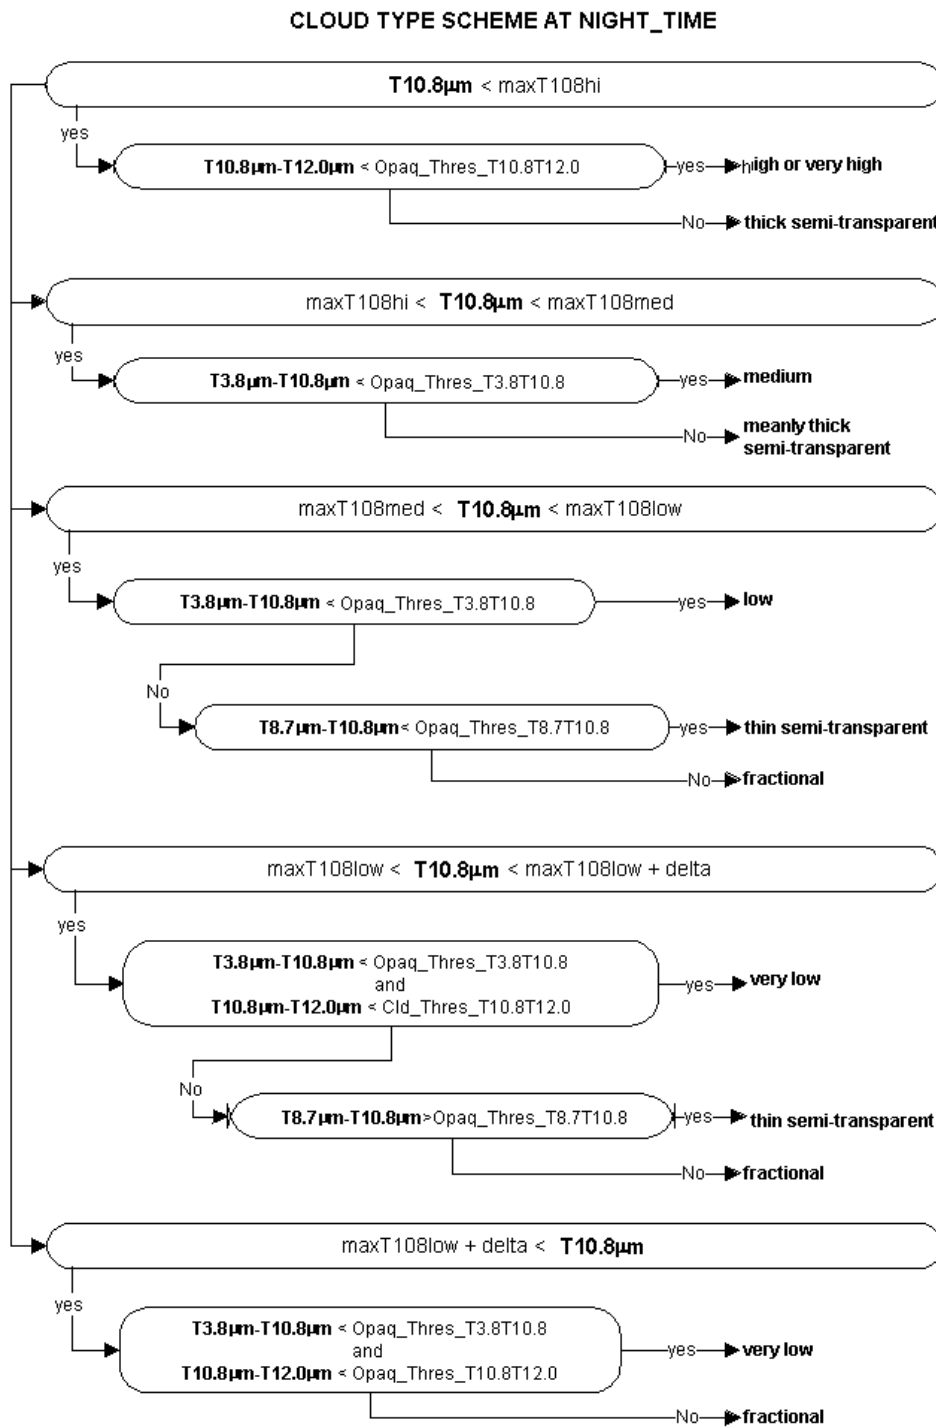 CLOUD TYPE SCHEME AT NIGHT_TIME
T10.8µm < maxT108hi
yes
T10.8µm-T12.0µm < Opaq_Thres_T10.8T12.0
yes
high or very high
No
thick semi-transparent
maxT108hi < T10.8µm < maxT108med
yes
T3.8µm-T10.8µm < Opaq_Thres_T3.8T10.8
yes
medium
No
meanly thick
semi-transparent
maxT108med < T10.8µm < maxT108low
yes
T3.8µm-T10.8µm < Opaq_Thres_T3.8T10.8
yes
low
No
T8.7µm-T10.8µm< Opaq_Thres_T8.7T10.8
yes
thin semi-transparent
No
fractional
maxT108low < T10.8µm < maxT108low + delta
yes
T3.8µm-T10.8µm < Opaq_Thres_T3.8T10.8
and
T10.8µm-T12.0µm < Cld_Thres_T10.8T12.0
yes
very low
No
T8.7µm-T10.8µm>Opaq_Thres_T8.7T10.8
yes
thin semi-transparent
No
fractional
maxT108low + delta < T10.8µm
yes
T3.8µm-T10.8µm < Opaq_Thres_T3.8T10.8
and
T10.8µm-T12.0µm < Opaq_Thres_T10.8T12.0
yes
very low
No
fractional